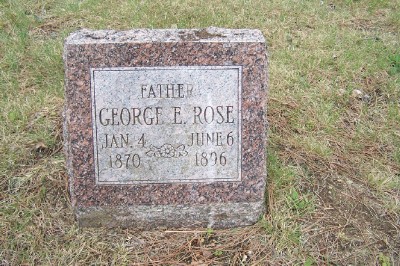 FATHER
GEORGE E. ROSE
JAN. 4 JUNE 6
1870 1896